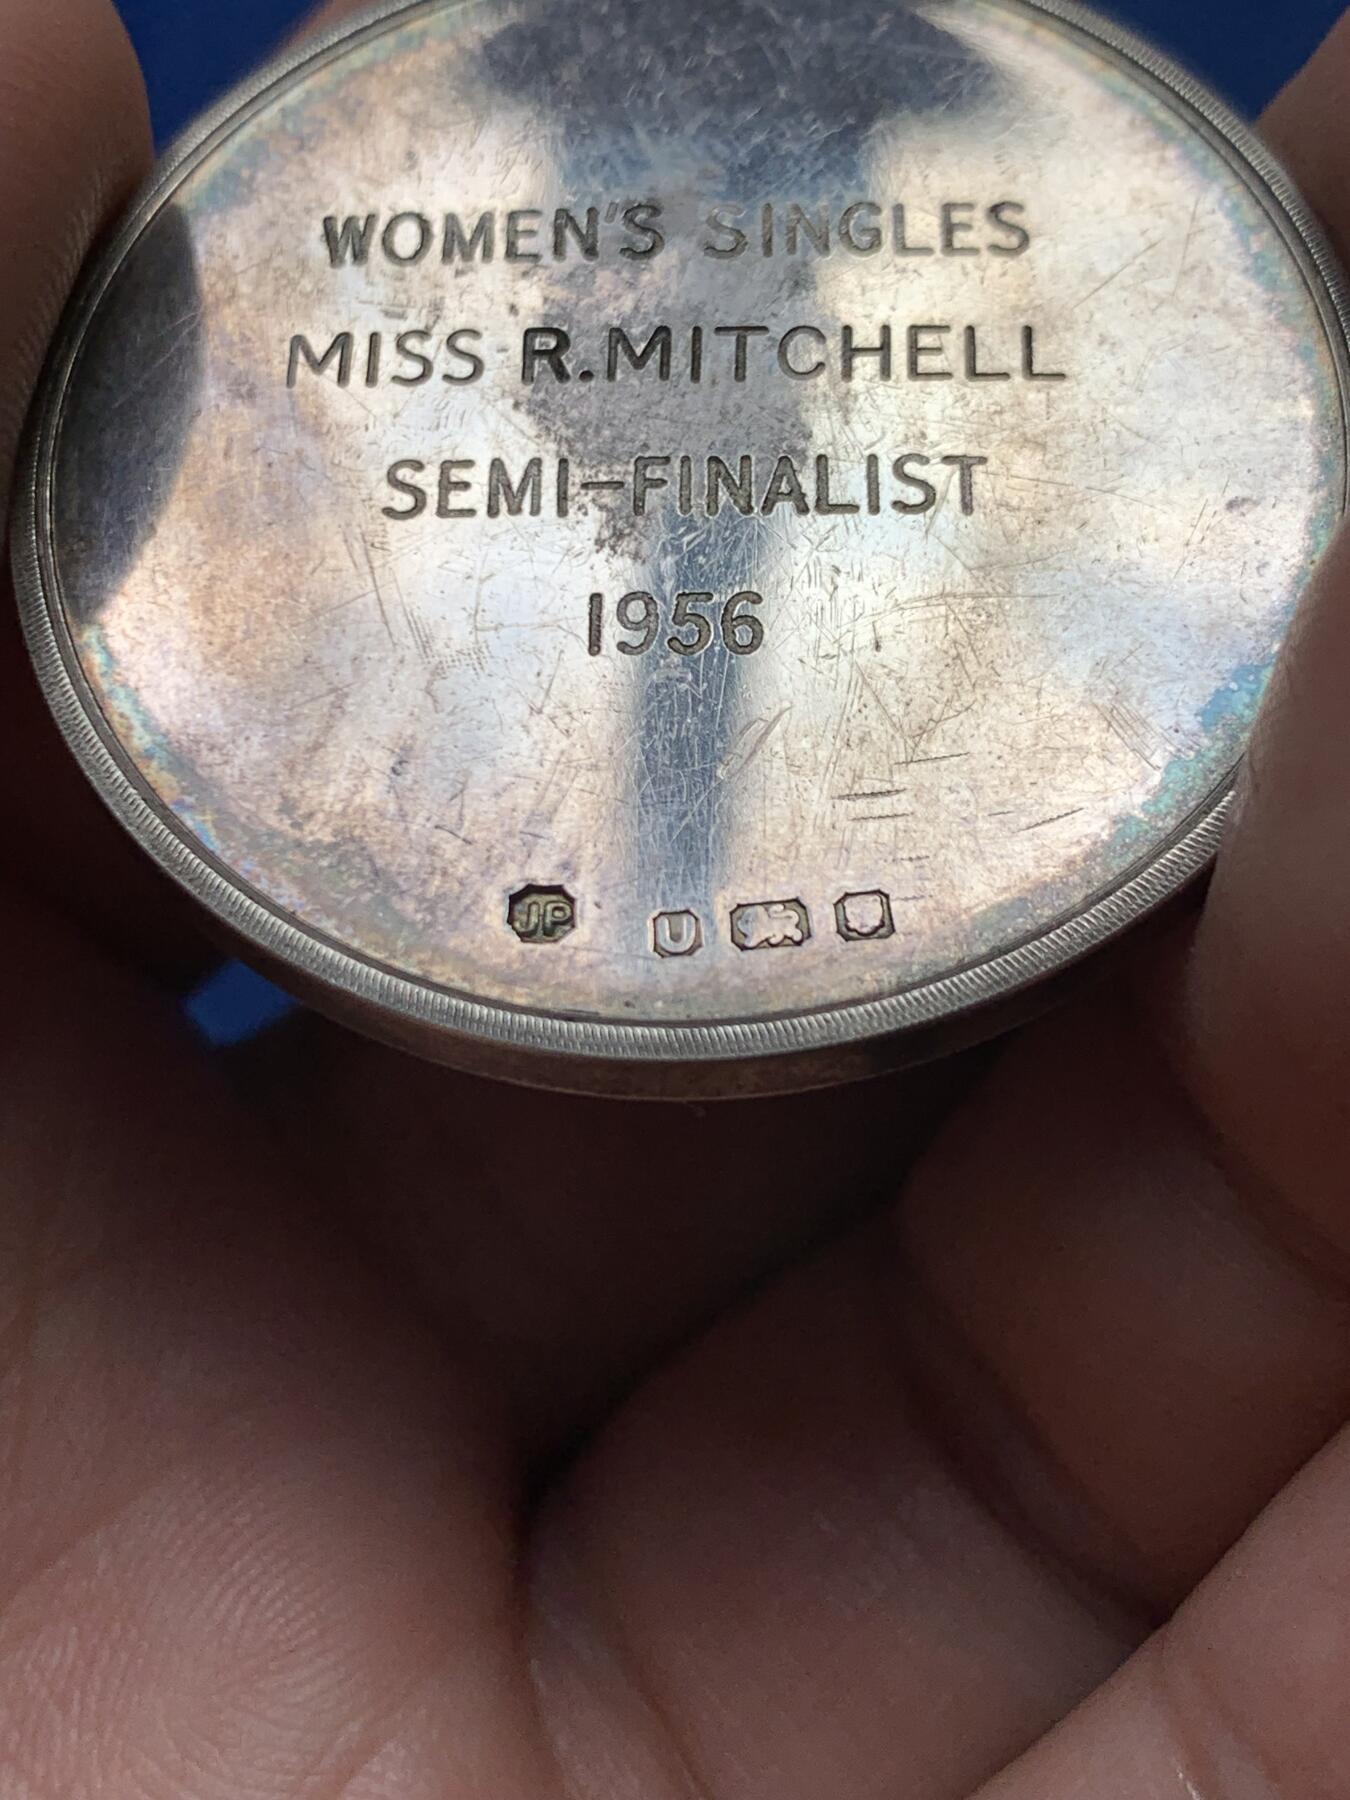 WOMEN'S SINGLES
MISS R. MITCHELL
SEMI-FINALIST
1956
JP U